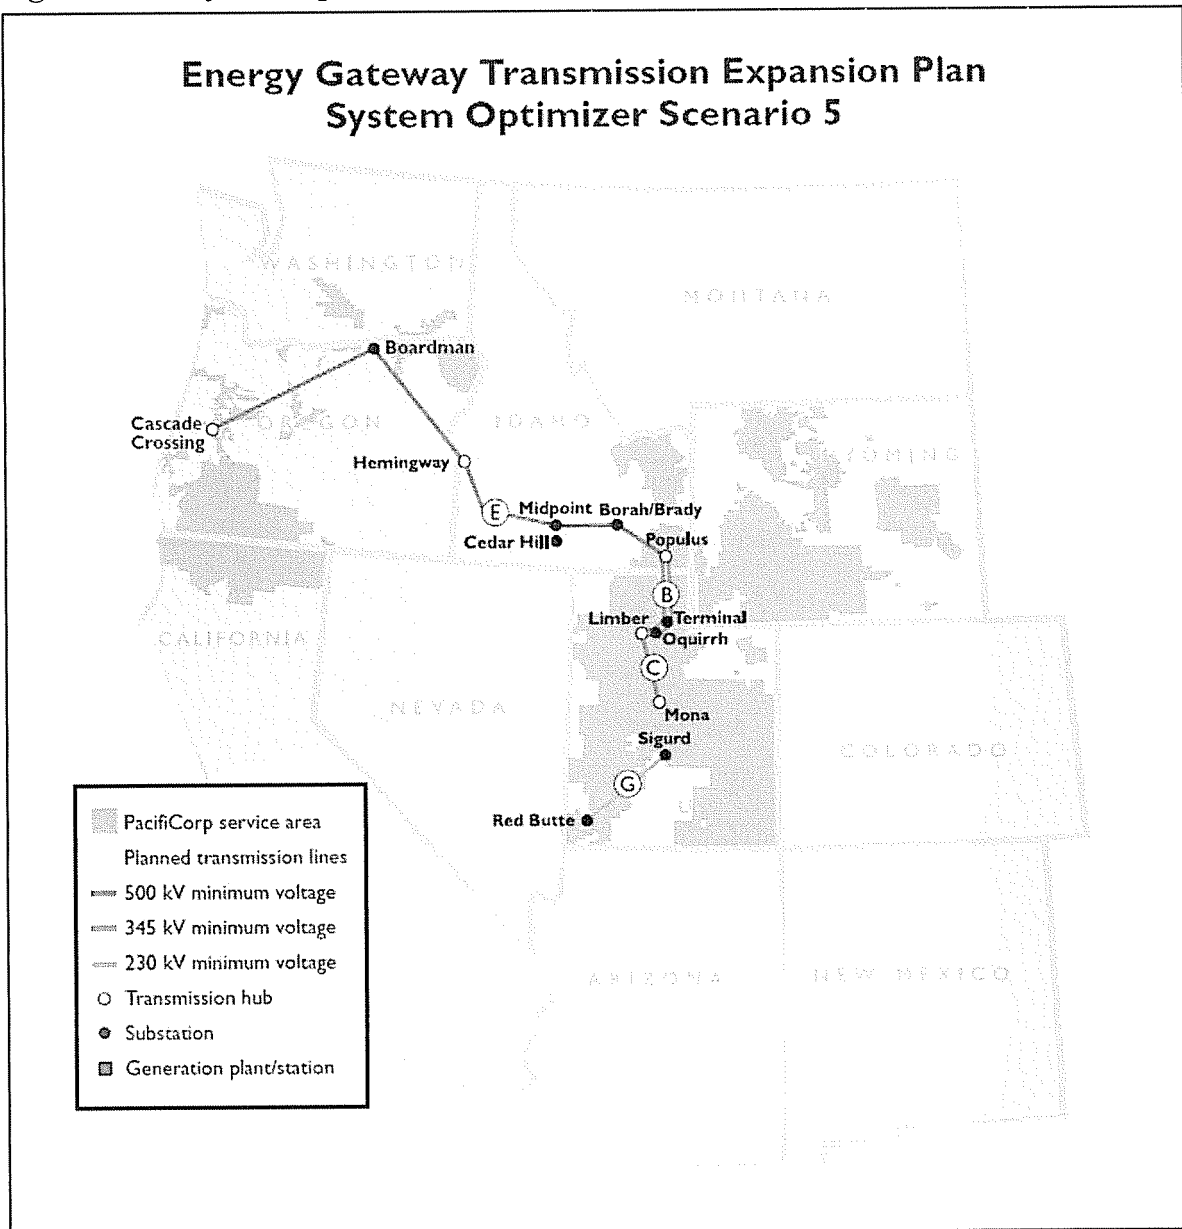 Energy Gateway Transmission Expansion Plan
System Optimizer Scenario 5
WASHINGTON
MONTANA
Boardman
Cascade
Crossing
OREGON
IDAHO
Hemingway
E
Midpoint
Borah/Brady
Cedar Hill
Populus
B
Limber
Terminal
Oquirrh
CALIFORNIA
C
NEVADA
Mona
Sigurd
COLORADO
G
Red Butte
PacifiCorp service area
Planned transmission lines
500 kV minimum voltage
345 kV minimum voltage
230 kV minimum voltage
Transmission hub
Substation
Generation plant/station
ARIZONA
NEW MEXICO